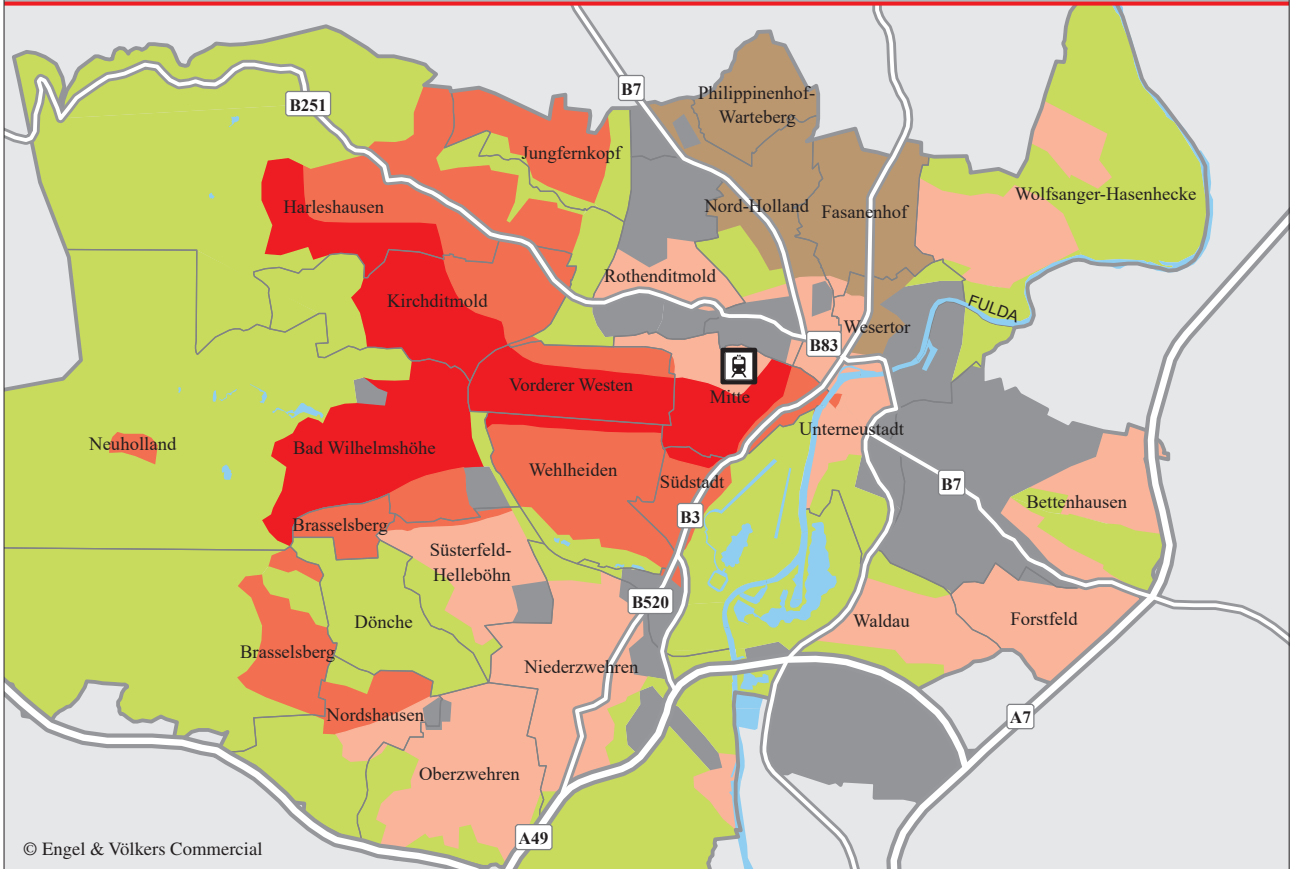 B7
Philippinenhof-
Warteberg
B251
Jungfernkopf
Wolfsanger-Hasenhecke
Harleshausen
Nord-Holland
Fasanenhof
Rothenditmold
Kirchditmold
FULDA
Wesertor
B83
Vorderer Westen
Mitte
Unterneustadt
Neuholland
Bad Wilhelmshöhe
Wehlheiden
Südstadt
B7
Bettenhausen
B3
Brasselsberg
Süsterfeld-
Helleböhn
B520
Dönche
Waldau
Forstfeld
Brasselsberg
Niederzwehren
Nordshausen
A7
Oberzwehren
A49
© Engel & Völkers Commercial